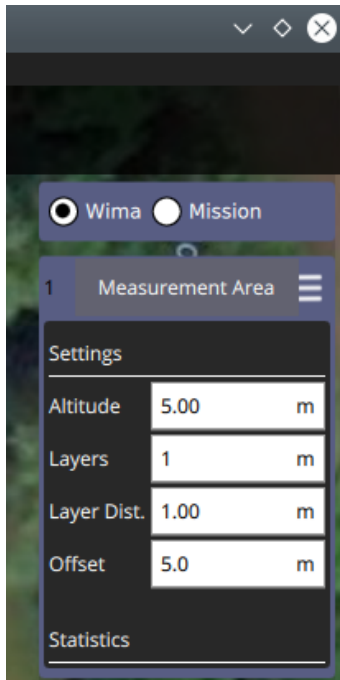 Wima Mission
1 Measurement Area
Settings
Altitude 5.00 m
Layers 1 m
Layer Dist. 1.00 m
Offset 5.0 m
Statistics